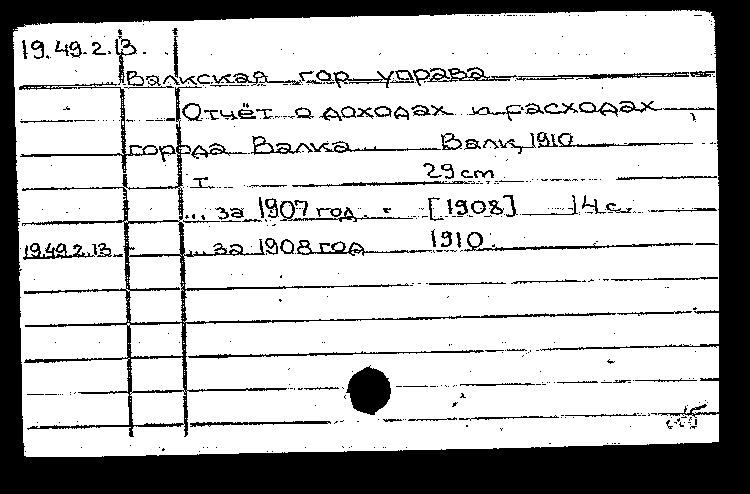 19.49.2.13.
Валкская гор управа
Отчёт о доходах и расходах
города Валка .. Валк, 1910
т. 29 cm
... за 1907 год. - [1908] 14 с.
19.49.2.13 - ... за 1908 год 1910.